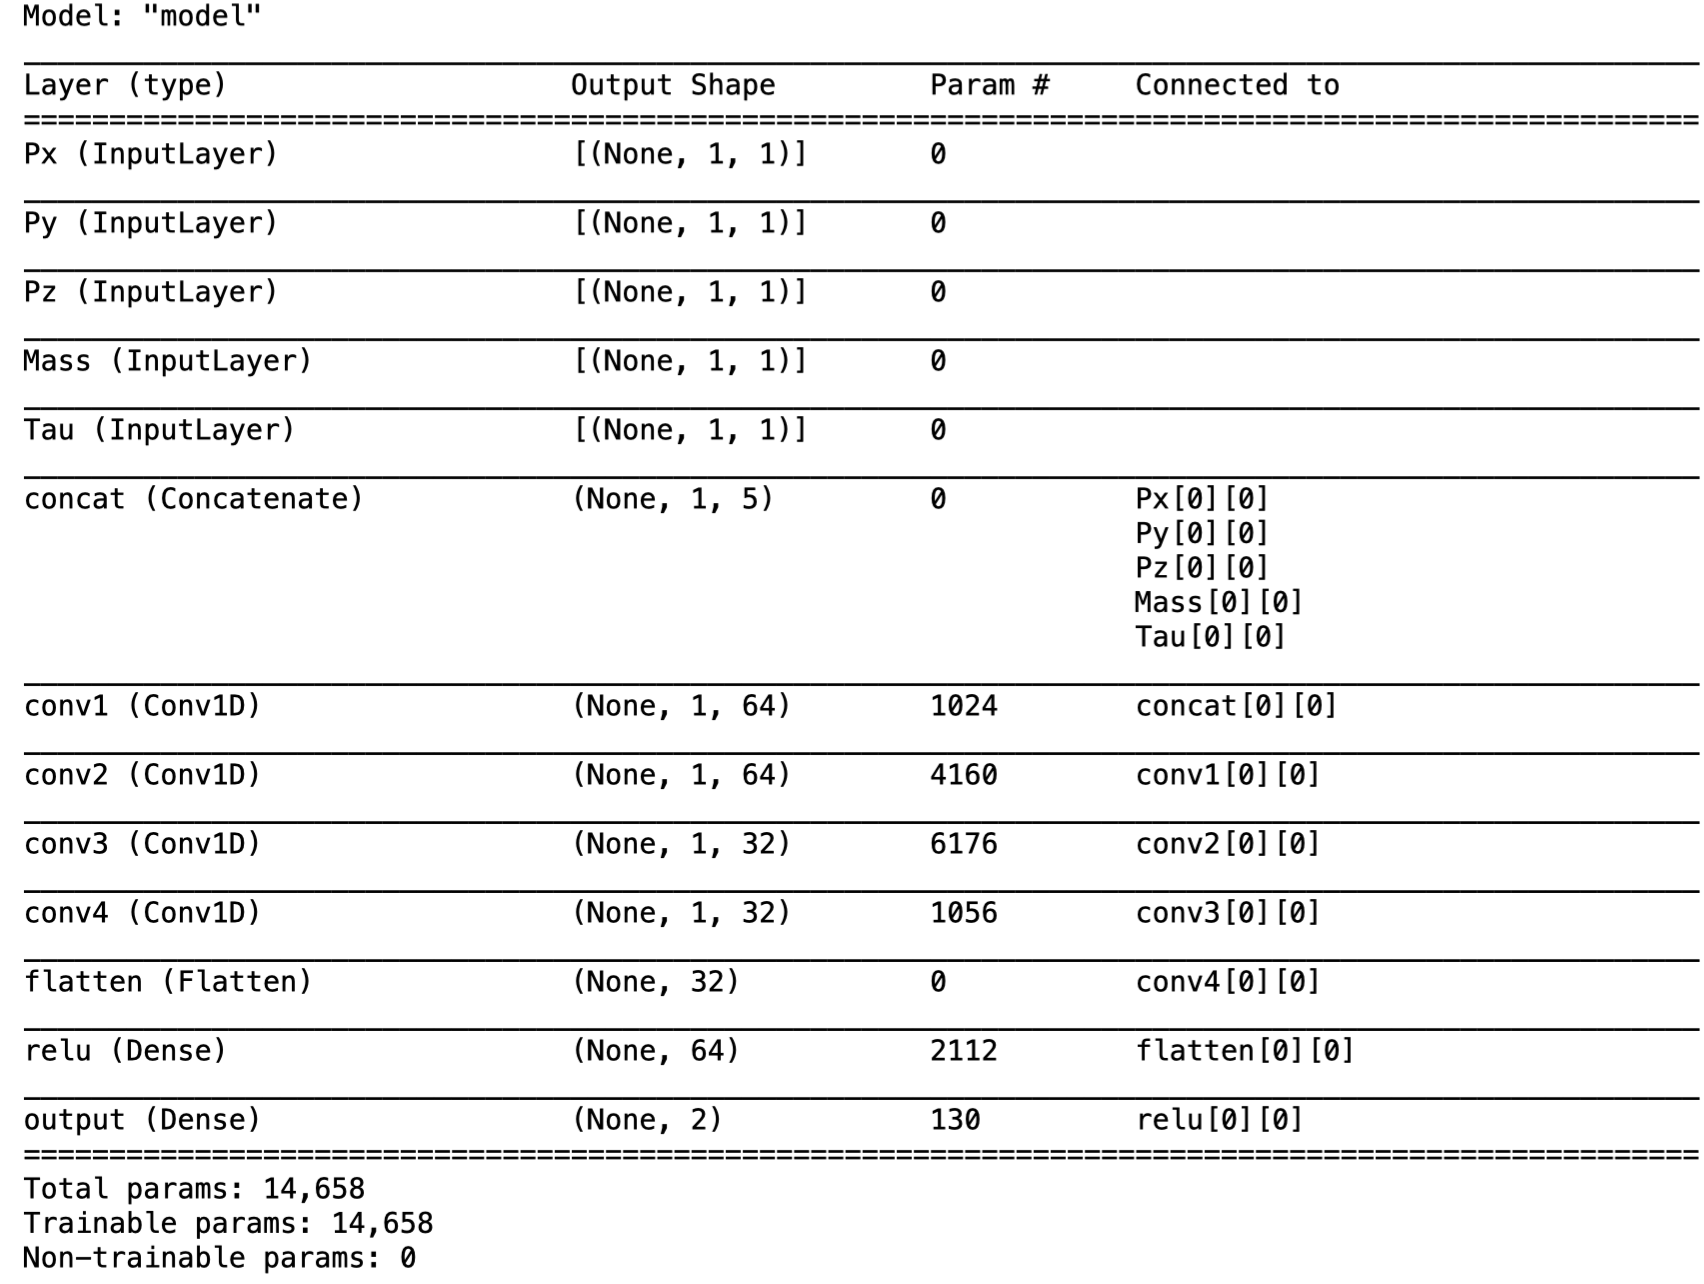 Model: "model"
Layer (type) Output Shape Param # Connected to
Px (InputLayer) [(None, 1, 1)] 0
Py (InputLayer) [(None, 1, 1)] 0
Pz (InputLayer) [(None, 1, 1)] 0
Mass (InputLayer) [(None, 1, 1)] 0
Tau (InputLayer) [(None, 1, 1)] 0
concat (Concatenate) (None, 1, 5) 0 Px[0][0]
Py[0][0]
Pz[0][0]
Mass[0][0]
Tau[0][0]
conv1 (Conv1D) (None, 1, 64) 1024 concat[0][0]
conv2 (Conv1D) (None, 1, 64) 4160 conv1[0][0]
conv3 (Conv1D) (None, 1, 32) 6176 conv2[0][0]
conv4 (Conv1D) (None, 1, 32) 1056 conv3[0][0]
flatten (Flatten) (None, 32) 0 conv4[0][0]
relu (Dense) (None, 64) 2112 flatten[0][0]
output (Dense) (None, 2) 130 relu[0][0]
Total params: 14,658
Trainable params: 14,658
Non-trainable params: 0